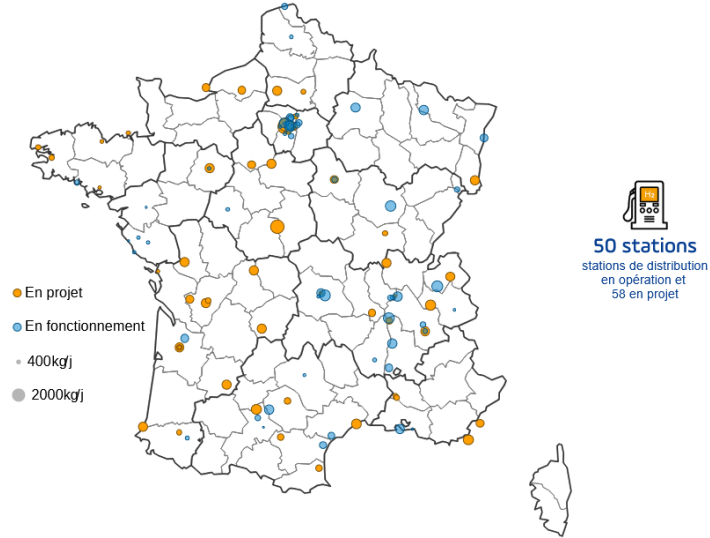 H2
50 stations
stations de distribution
en opération et
58 en projet
En projet
En fonctionnement
400kg/j
2000kg/j